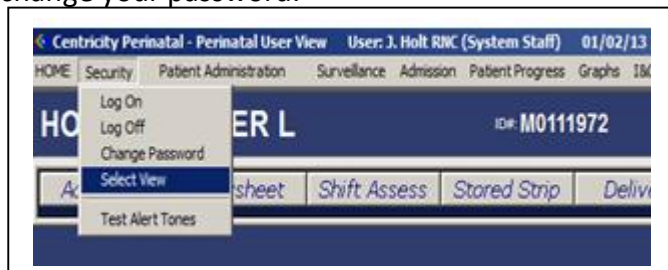 change your password.
Centricity Perinatal - Perinatal User View User: J. Holt RNC (System Staff) 01/02/13
HOME Security Patient Administration Surveillance Admission Patient Progress Graphs I&O
Log On
Log Off
Change Password
Select View
Test Alert Tones
HO ER L ID#: M0111972
sheet Shift Assess Stored Strip Delive